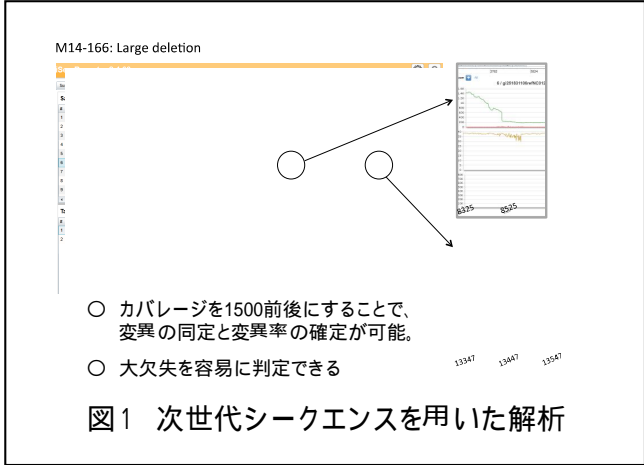 M14-166: Large deletion
8325
8525
○ カバレージを1500前後にすることで、
変異の同定と変異率の確定が可能。
○ 大欠失を容易に判定できる
13347
13447
13547
図1 次世代シークエンスを用いた解析